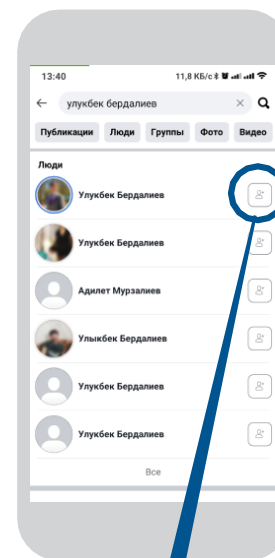 13:40 11,8 КБ/с
улукбек бердалиев
Публикации Люди Группы Фото Видео
Люди
Улукбек Бердалиев
Улукбек Бердалиев
Адилет Мурзалиев
Улыкбек Бердалиев
Улукбек Бердалиев
Улукбек Бердалиев
Все